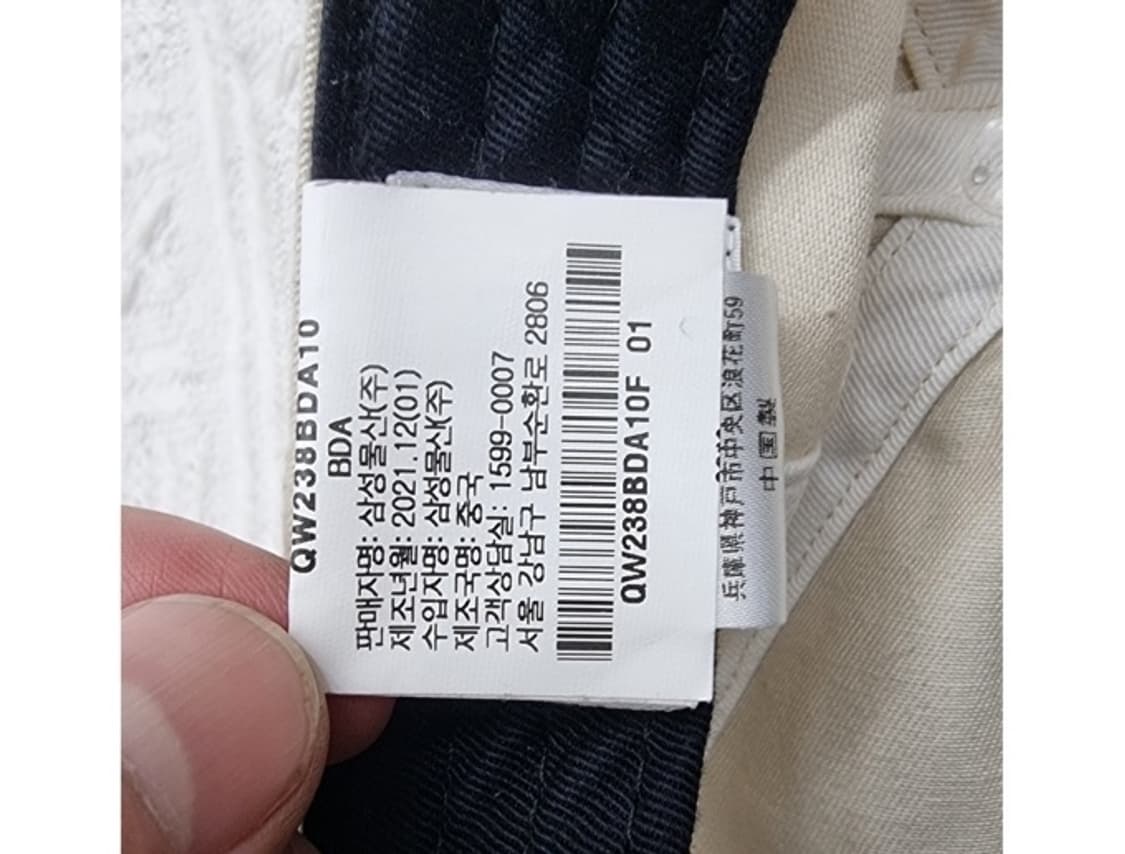 QW238BDA10
BDA
판매자명: 삼성물산(주)
제조년월: 2021.12(01)
수입자명: 삼성물산(주)
제조국명: 중국
고객상담실: 1599-0007
서울 강남구 남부순환로 2806
QW238BDA10F 01
兵庫県神戸市中央区浪花町59
中国製